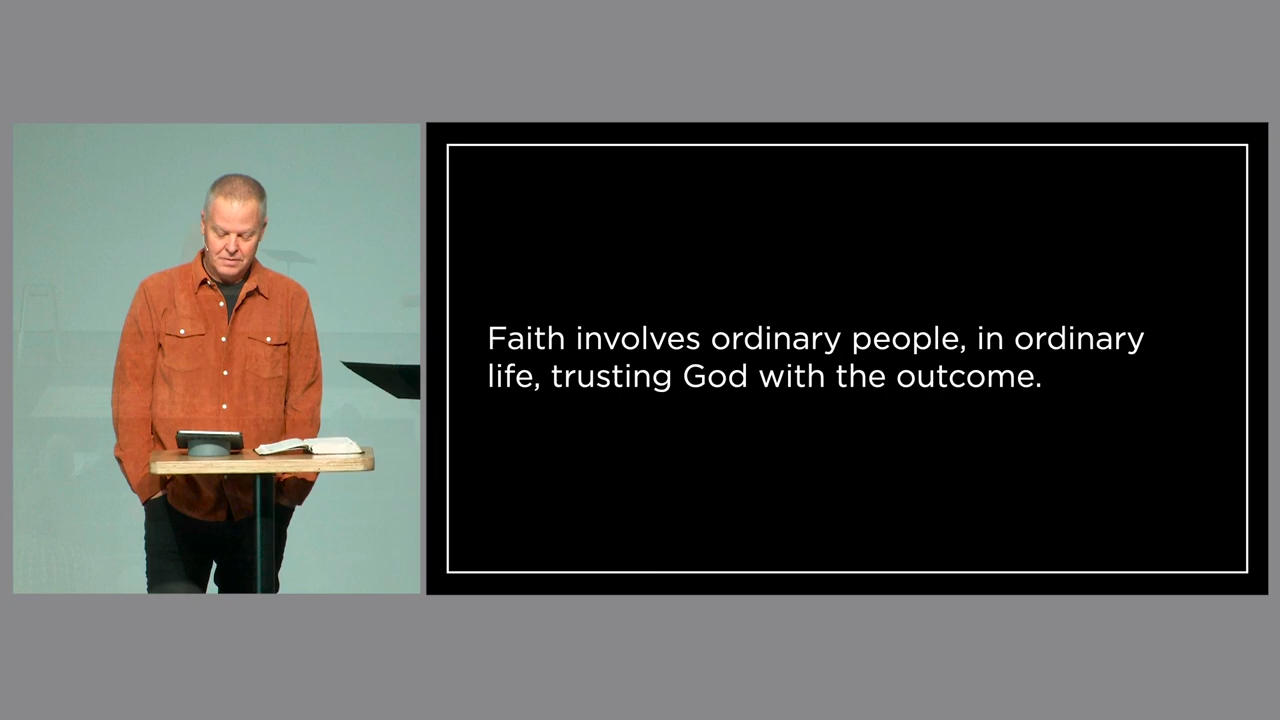 Faith involves ordinary people, in ordinary
life, trusting God with the outcome.